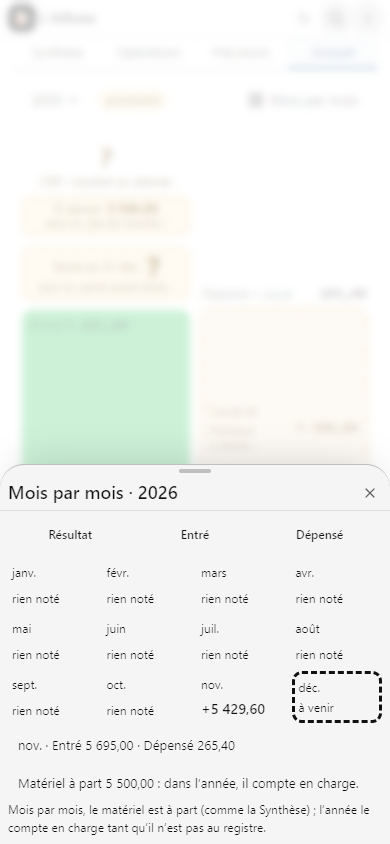 Mois par mois · 2026
Résultat Entré Dépensé
janv. févr. mars avr.
rien noté rien noté rien noté rien noté
mai juin juil. août
rien noté rien noté rien noté rien noté
sept. oct. nov. déc.
rien noté rien noté +5 429,60 à venir
nov. · Entré 5 695,00 · Dépensé 265,40
Matériel à part 5 500,00 : dans l'année, il compte en charge.
Mois par mois, le matériel est à part (comme la Synthèse) ; l'année le
compte en charge tant qu'il n'est pas au registre.